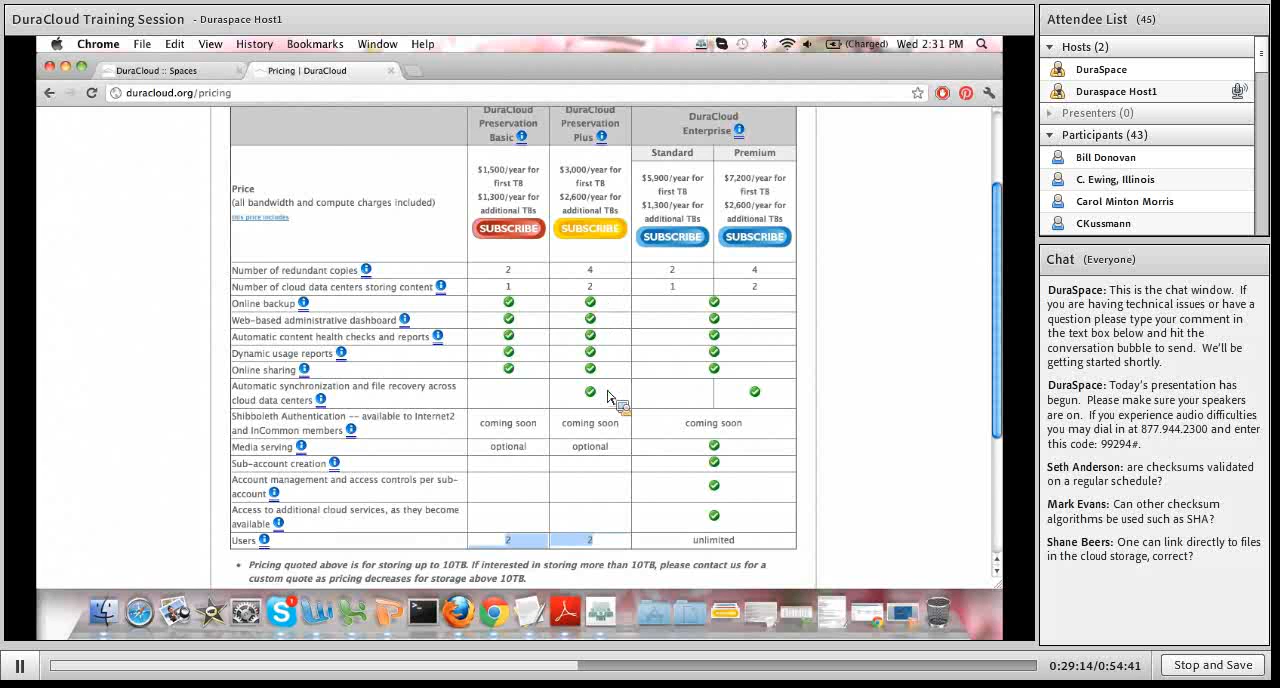 DuraCloud Training Session - Duraspace Host1
Chrome File Edit View History Bookmarks Window Help (Charged) Wed 2:31 PM
DuraCloud :: Spaces
Pricing | DuraCloud
duracloud.org/pricing
DuraCloud
Preservation
Basic
DuraCloud
Preservation
Plus
DuraCloud
Enterprise
Standard
Premium
Price
(all bandwidth and compute charges included)
this price includes
$1,500/year for
first TB
$1,300/year for
additional TBs
SUBSCRIBE
$3,000/year for
first TB
$2,600/year for
additional TBs
SUBSCRIBE
$5,900/year for
first TB
$1,300/year for
additional TBs
SUBSCRIBE
$7,200/year for
first TB
$2,600/year for
additional TBs
SUBSCRIBE
Number of redundant copies 2 4 2 4
Number of cloud data centers storing content 1 2 1 2
Online backup
Web-based administrative dashboard
Automatic content health checks and reports
Dynamic usage reports
Online sharing
Automatic synchronization and file recovery across
cloud data centers
Shibboleth Authentication -- available to Internet2
and InCommon members
coming soon coming soon coming soon
Media serving optional optional
Sub-account creation
Account management and access controls per sub-
account
Access to additional cloud services, as they become
available
Users 2 2 unlimited
• Pricing quoted above is for storing up to 10TB. If interested in storing more than 10TB, please contact us for a
custom quote as pricing decreases for storage above 10TB.
Attendee List (45)
Hosts (2)
DuraSpace
Duraspace Host1
Presenters (0)
Participants (43)
Bill Donovan
C. Ewing, Illinois
Carol Minton Morris
CKussmann
Chat (Everyone)
DuraSpace: This is the chat window. If
you are having technical issues or have a
question please type your comment in
the text box below and hit the
conversation bubble to send. We'll be
getting started shortly.
DuraSpace: Today's presentation has
begun. Please make sure your speakers
are on. If you experience audio difficulties
you may dial in at 877.944.2300 and enter
this code: 99294#.
Seth Anderson: are checksums validated
on a regular schedule?
Mark Evans: Can other checksum
algorithms be used such as SHA?
Shane Beers: One can link directly to files
in the cloud storage, correct?
0:29:14/0:54:41
Stop and Save